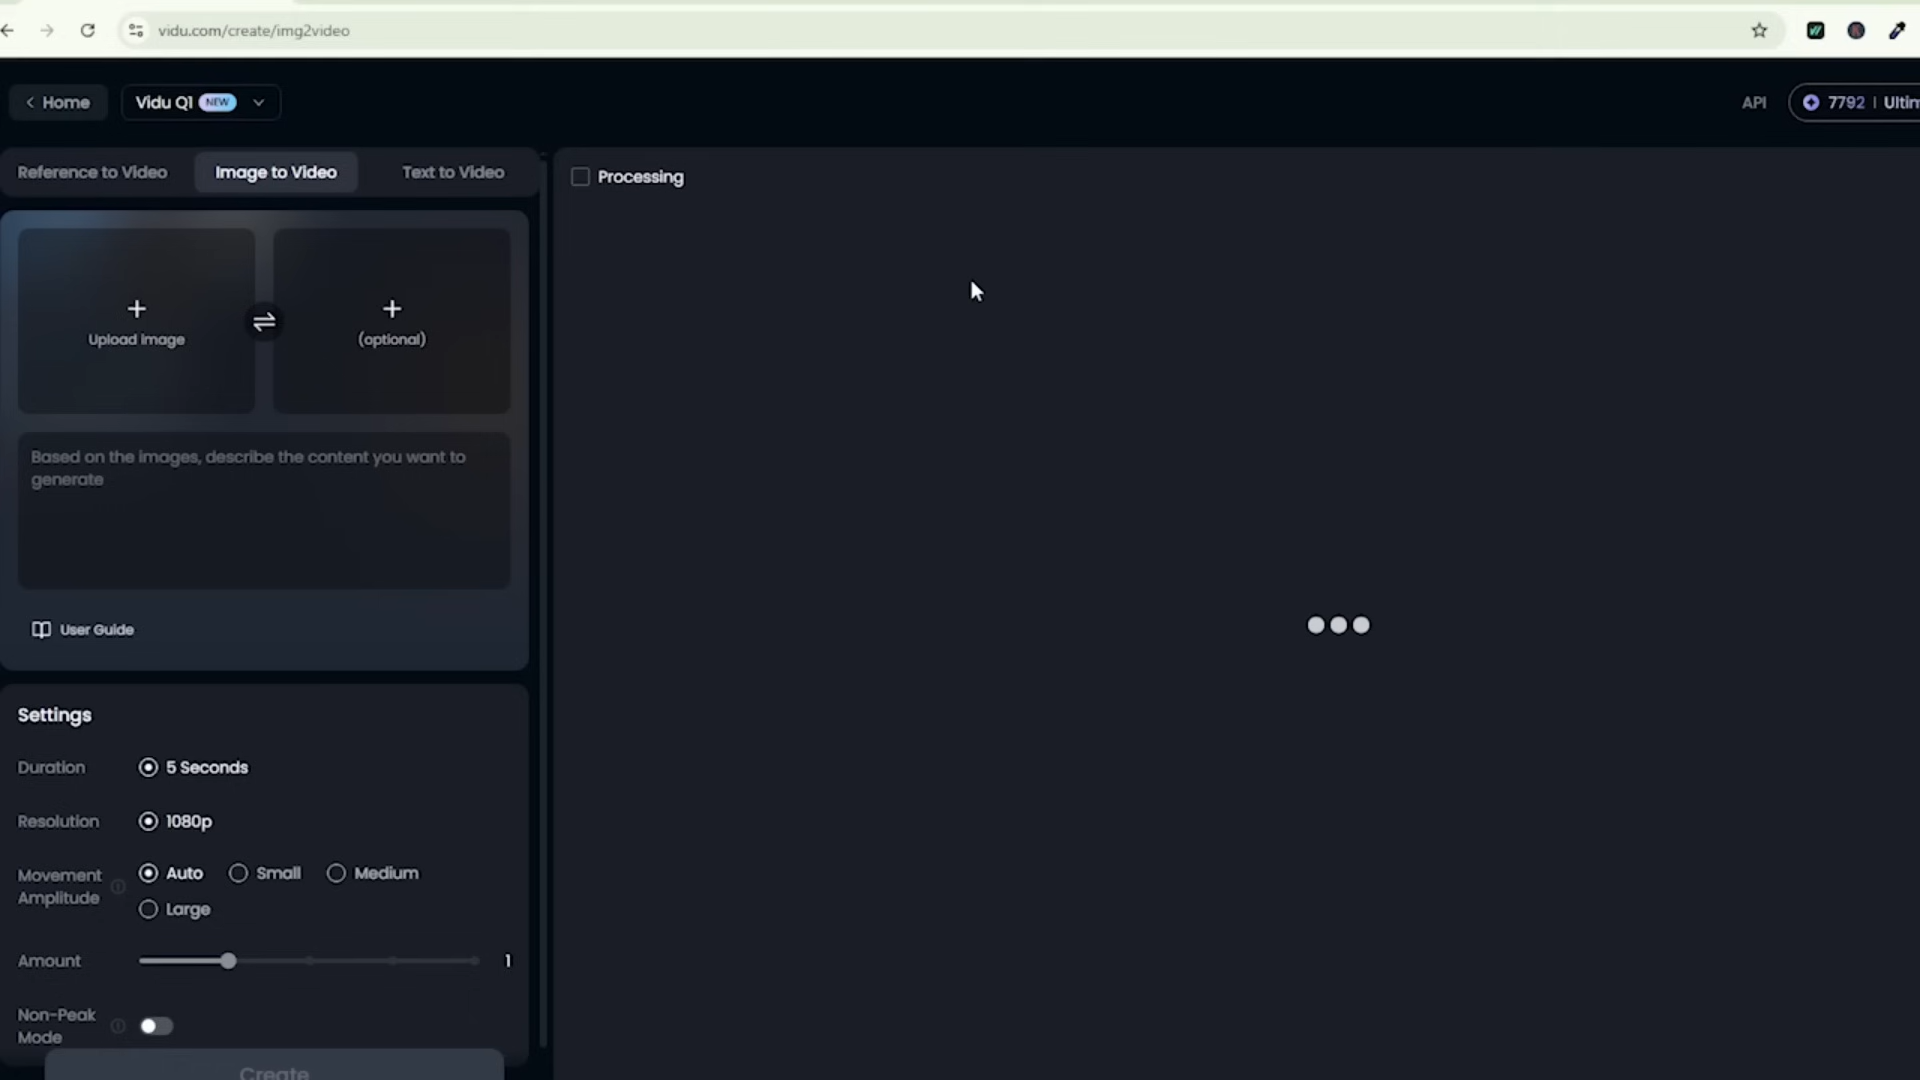 vidu.com/create/img2video
Home
Vidu Q1 NEW
API
7792 | Ultim
Reference to Video
Image to Video
Text to Video
Processing
Upload image
(optional)
Based on the images, describe the content you want to
generate
User Guide
Settings
Duration
5 Seconds
Resolution
1080p
Movement
Amplitude
Auto
Small
Medium
Large
Amount
1
Non-Peak
Mode
Create